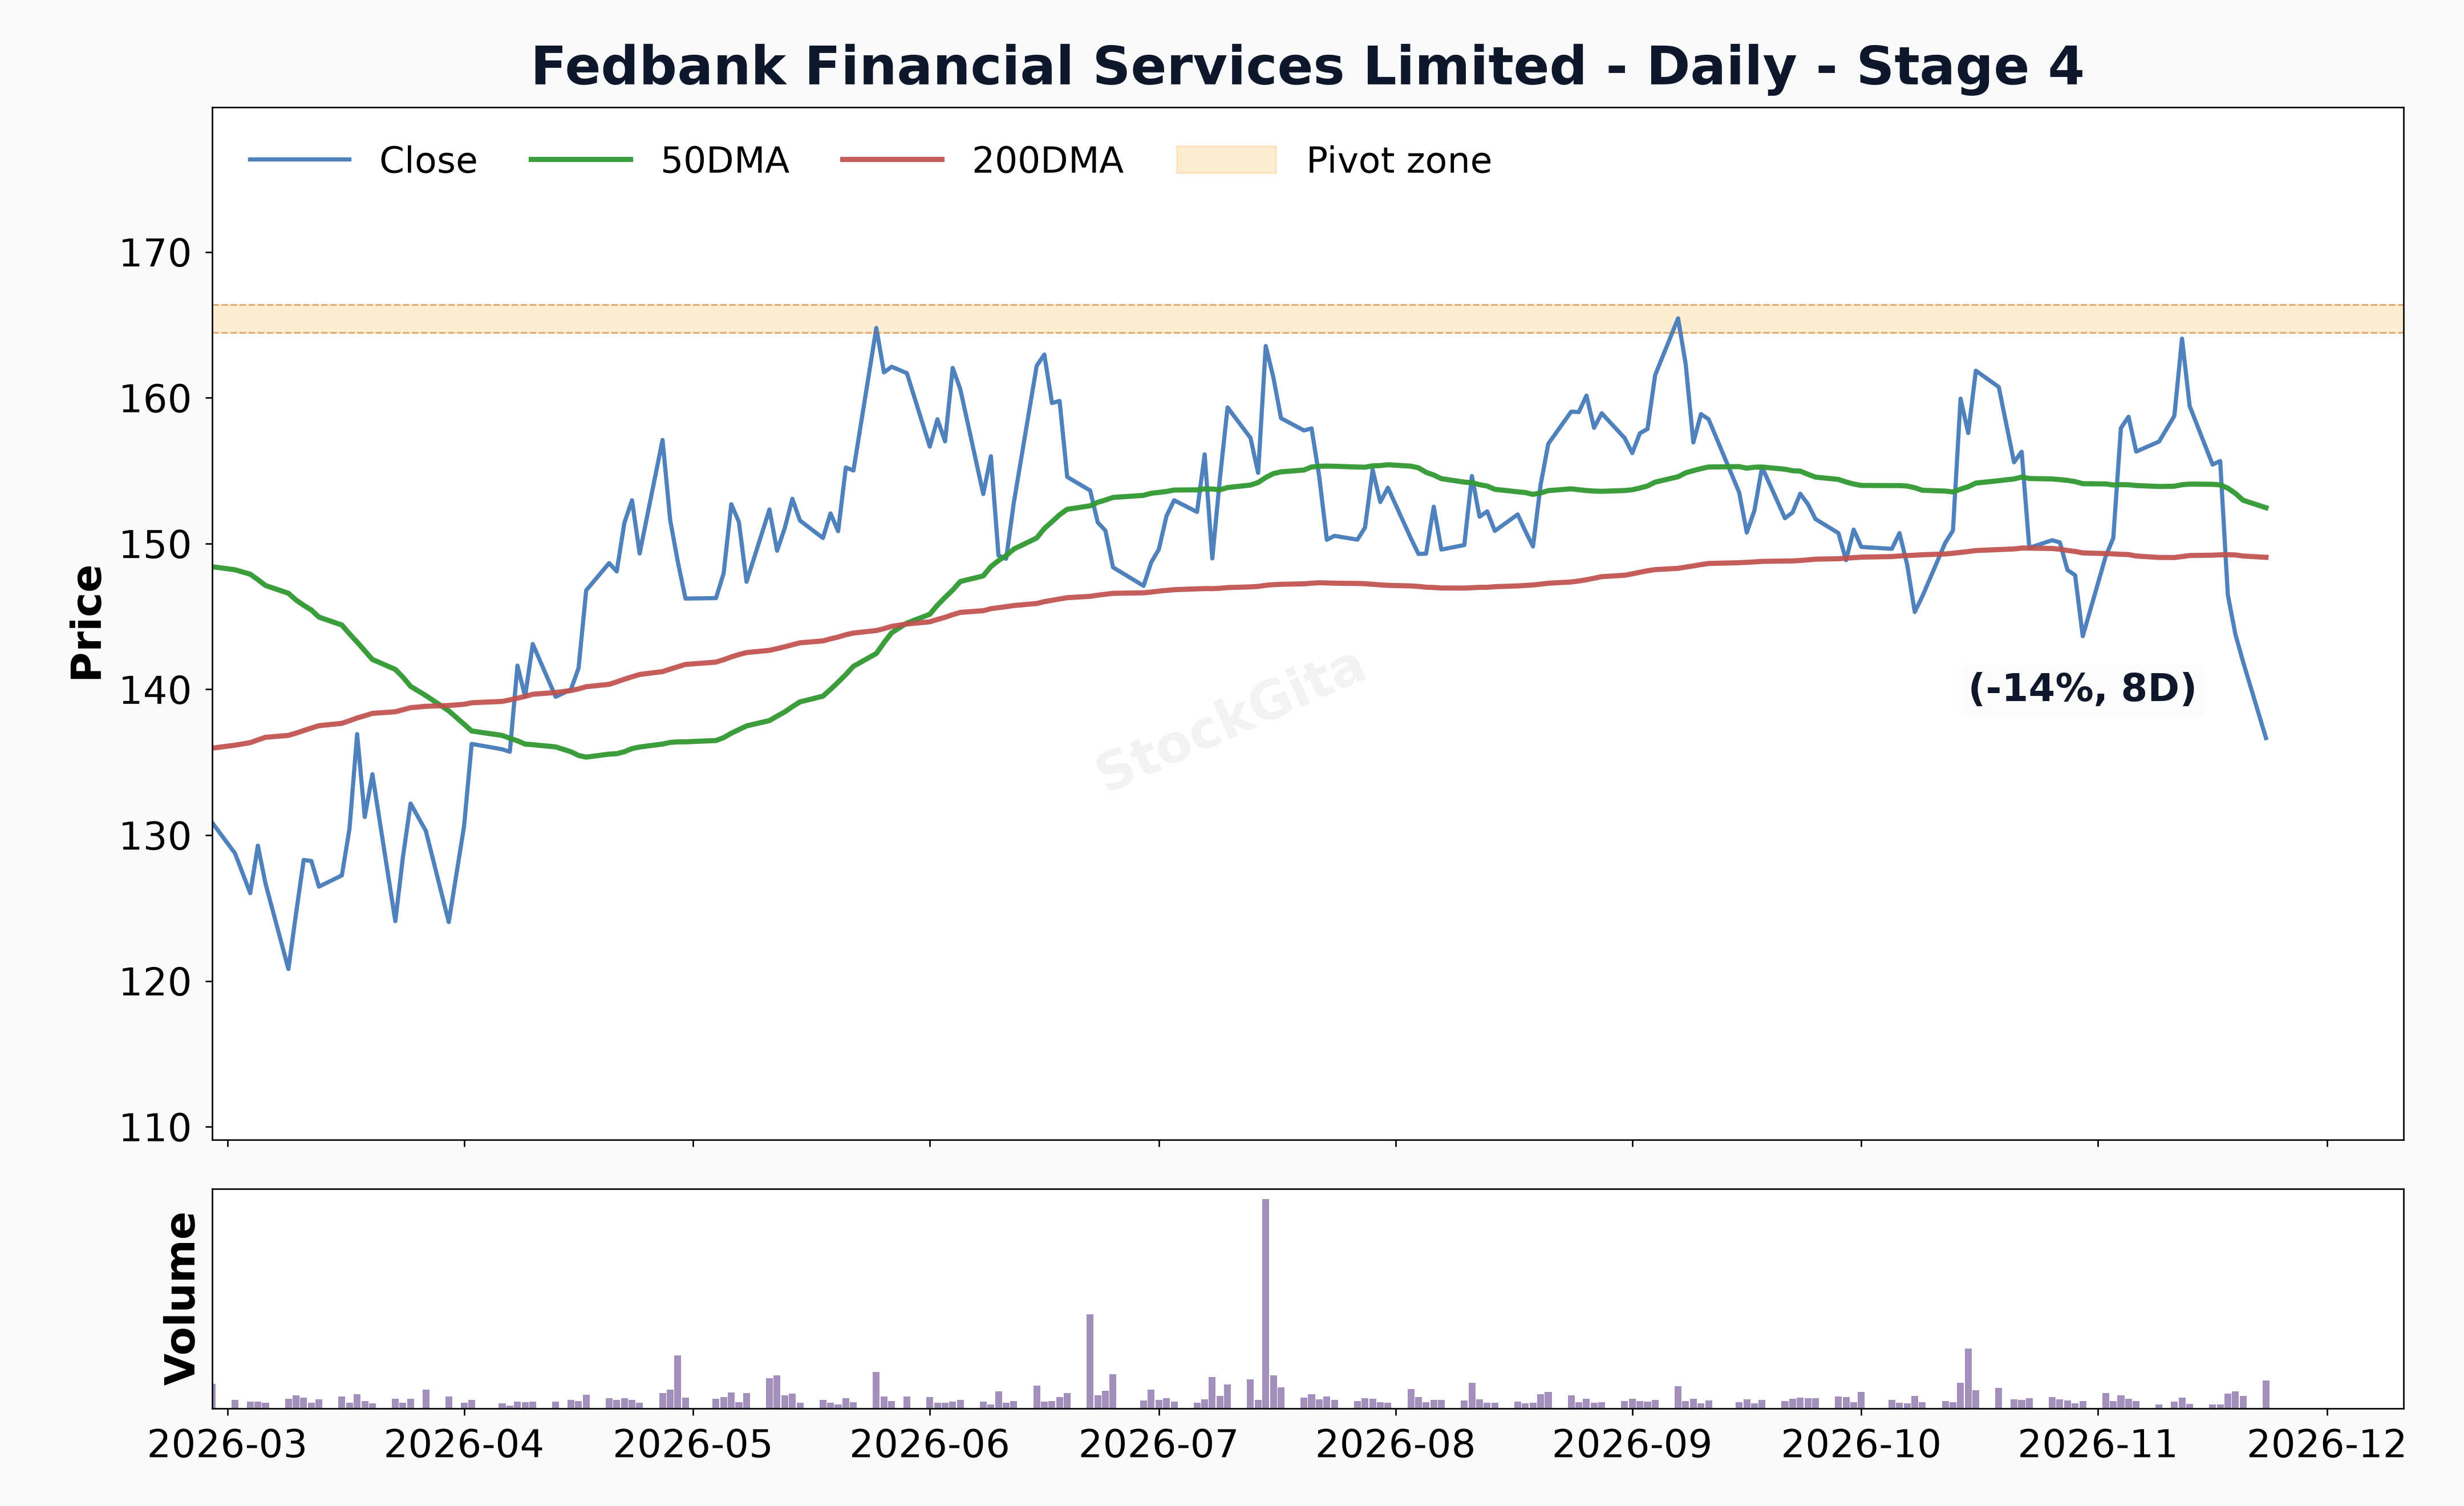 Fedbank Financial Services Limited - Daily - Stage 4
Close 50DMA 200DMA Pivot zone
Price
170
160
150
140
130
120
110
(-14%, 8D)
StockGita
Volume
2026-03 2026-04 2026-05 2026-06 2026-07 2026-08 2026-09 2026-10 2026-11 2026-12